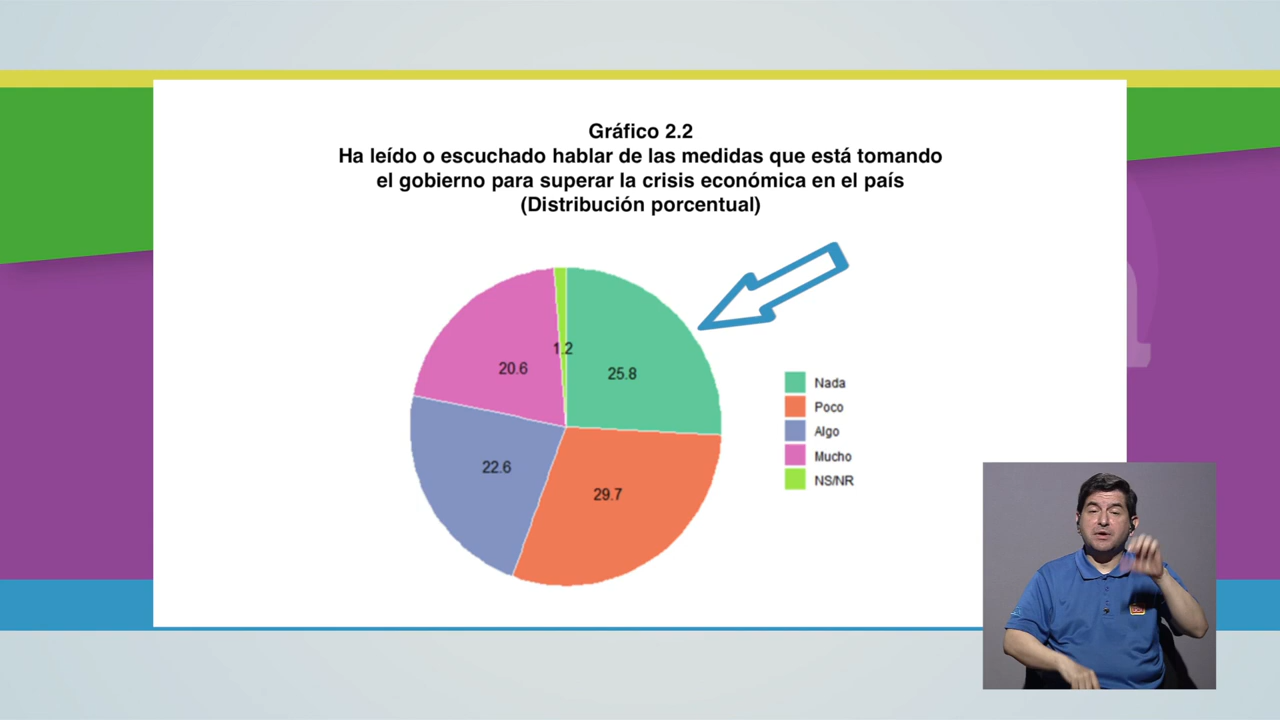 Gráfico 2.2
Ha leído o escuchado hablar de las medidas que está tomando
el gobierno para superar la crisis económica en el país
(Distribución porcentual)
1.2
20.6
25.8
22.6
29.7
Nada
Poco
Algo
Mucho
NS/NR